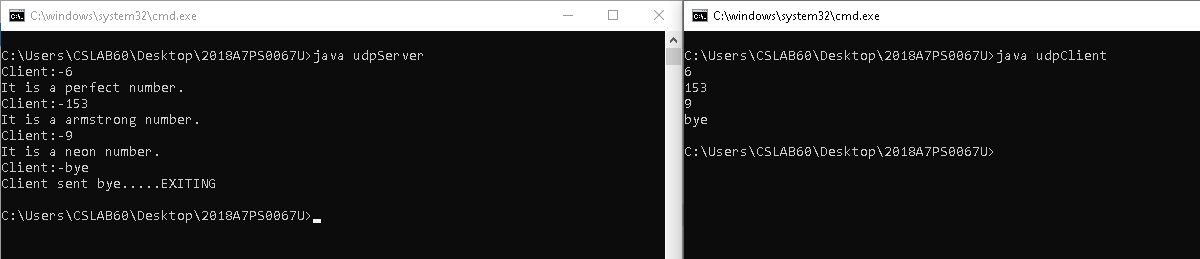 C:\windows\system32\cmd.exe
C:\Users\CSLAB60\Desktop\2018A7PS0067U>java udpServer
Client:-6
It is a perfect number.
Client:-153
It is a armstrong number.
Client:-9
It is a neon number.
Client:-bye
Client sent bye.....EXITING
C:\Users\CSLAB60\Desktop\2018A7PS0067U>
C:\windows\system32\cmd.exe
C:\Users\CSLAB60\Desktop\2018A7PS0067U>java udpClient
6
153
9
bye
C:\Users\CSLAB60\Desktop\2018A7PS0067U>